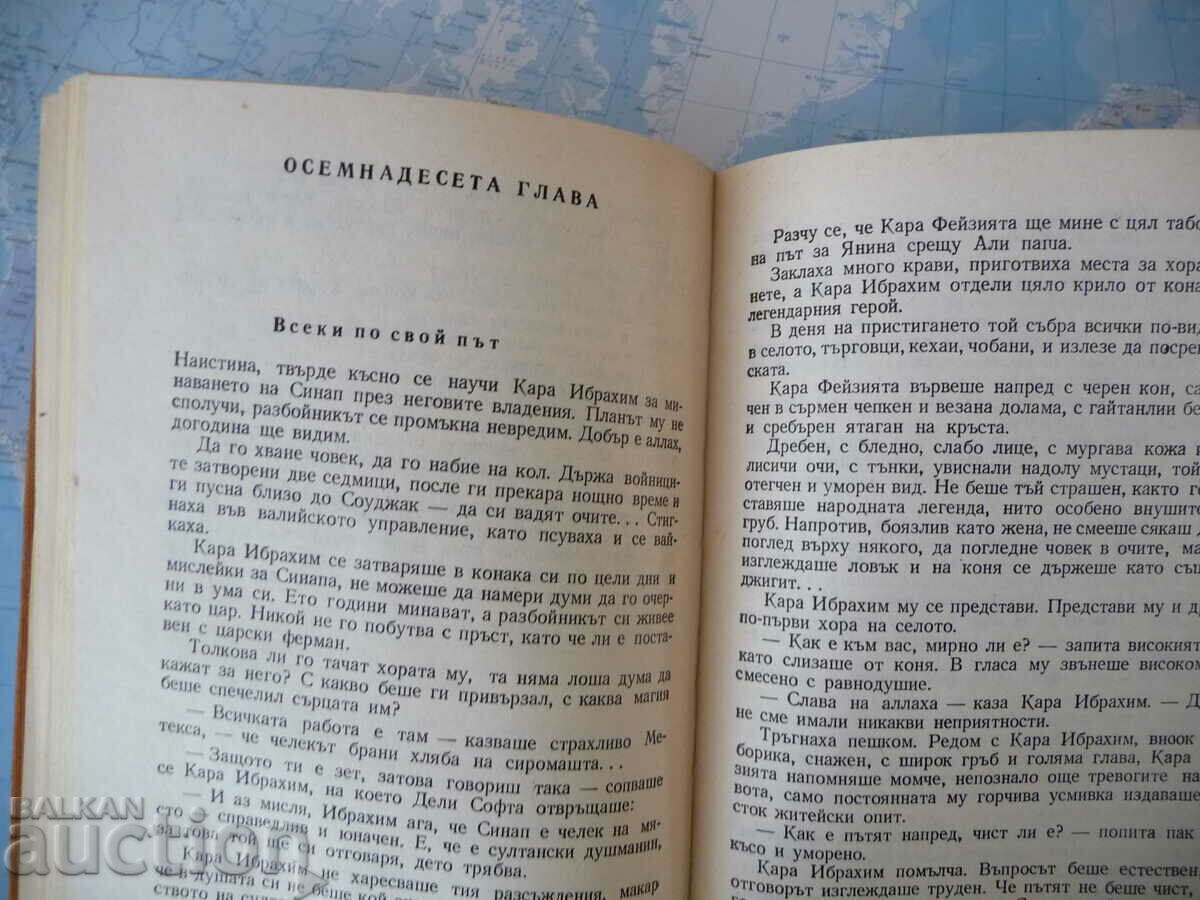 ОСЕМНАДЕСЕТА ГЛАВА
Всеки по свой път
Наистина, твърде късно се научи Кара Ибрахим за ми-
наването на Синап през неговите владения. Планът му не
сполучи, разбойникът се промъкна невредим. Добър е аллах,
догодина ще видим.
Да го хване човек, да го набие на кол. Държа войници-
те затворени две седмици, после ги прекара нощно време и
ги пусна близо до Соуджак — да си вадят очите... Стиг-
наха във валийското управление, като псуваха и се вай-
каха.
Кара Ибрахим се затваряше в конака си по цели дни и
мислейки за Синапа, не можеше да намери думи да го очер-
ни в ума си. Ето години минават, а разбойникът си живее
като цар. Никой не го побутва с пръст, като че ли е поста-
вен с царски ферман.
Толкова ли го тачат хората му, та няма лоша дума да
кажат за него? С какво беше ги привързал, с каква магия
беше спечелил сърцата им?
— Всичката работа е там — казваше страхливо Ме-
текса, — че челекът брани хляба на сиромашта...
— Защото ти е зет, затова говориш така — сопваше
се Кара Ибрахим, на което Дели Софта отвръщаше:
— И аз мисля, Ибрахим ага, че Синап е челек на мя-
сто — справедлив и юначен. Е, че е султански душманин,
за това той ще си отговаря, дето трябва.
Кара Ибрахим не харесваше тия разсъждения, макар
че в душата си не беше
ството на
Разчу се, че Кара Фейзията ще мине с цял табо
на път за Янина срещу Али паша.
Заклаха много крави, приготвиха места за хора
нете, а Кара Ибрахим отдели цяло крило от кона
легендарния герой.
В деня на пристигането той събра всички по-вид
в селото, търговци, кехаи, чобани, и излезе да посре
ската.
Кара Фейзията вървеше напред с черен кон, са
чен в сърмен чепкен и везана долама, с гайтанлии бе
и сребърен ятаган на кръста.
Дребен, с бледно, слабо лице, с мургава кожа и
лисичи очи, с тънки, увиснали надолу мустаци, той
отегчен и уморен вид. Не беше тъй страшен, както го
ставяше народната легенда, нито особено внушите
груб. Напротив, боязлив като жена, не смееше сякаш д
поглед върху някого, да погледне човек в очите, ма
изглеждаше ловък и на коня се държеше като същ
джигит...
Кара Ибрахим му се представи. Представи му и д
по-първи хора на селото.
— Как е към вас, мирно ли е? — запита високият
като слизаше от коня. В гласа му звънеше високом
смесено с равнодушие.
— Слава на аллаха — каза Кара Ибрахим. — Д
не сме имали никакви неприятности.
Тръгнаха пешком. Редом с Кара Ибрахим, висок
борика, снажен, с широк гръб и голяма глава, Кара
зията напомняше момче, непознало още тревогите на
вота, само постоянната му горчива усмивка издаваше
сток житейски опит.
— Как е пътят напред, чист ли е? — попита пак
късо и уморено.
Кара Ибрахим помълча. Въпросът беше естествен
отговорът изглеждаше труден. Че пътят не беше чист,
BALKAN
auction